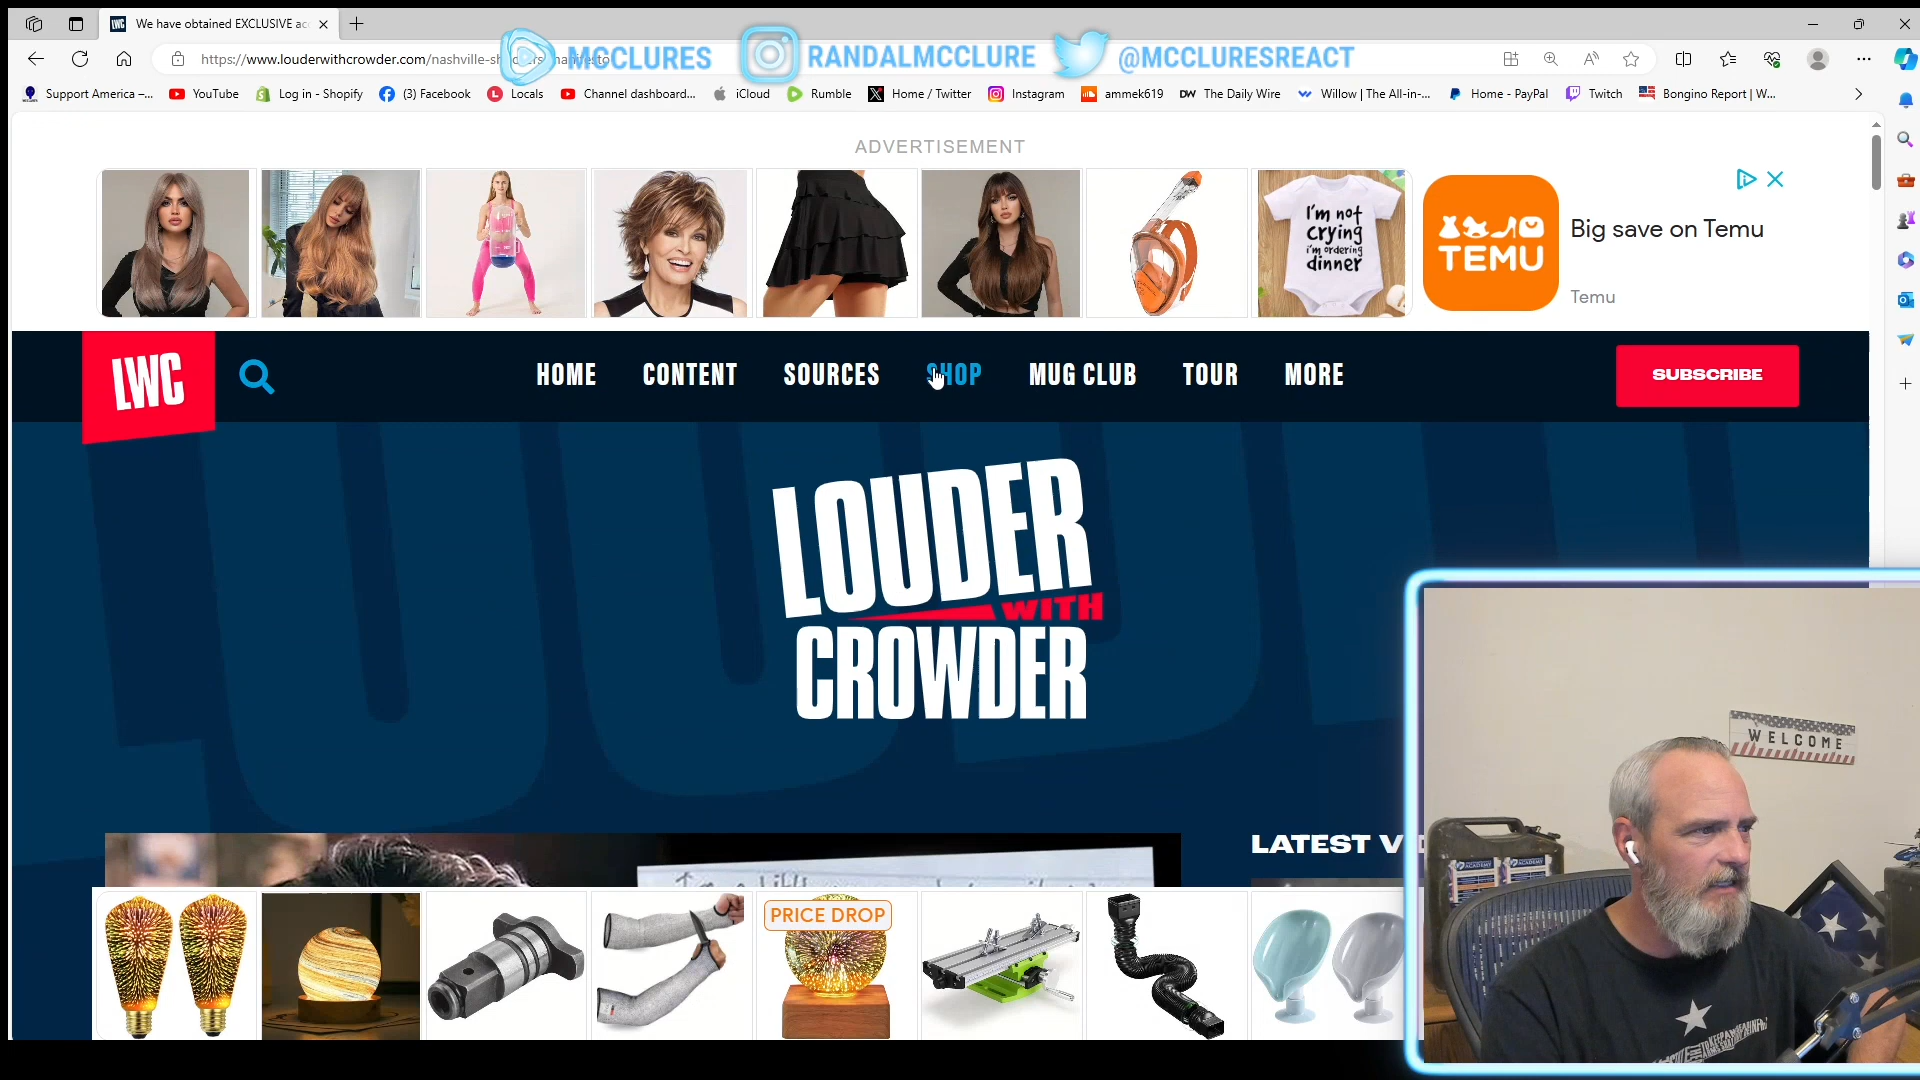 We have obtained EXCLUSIVE ac
https://www.louderwithcrowder.com/nashville-sh
MCCLURES
RANDALMCCLURE
@MCCLURESREACT
Support America –...
YouTube
Log in - Shopify
(3) Facebook
Locals
Channel dashboard...
iCloud
Rumble
Home / Twitter
Instagram
ammek619
DW The Daily Wire
Willow | The All-in-...
Home - PayPal
Twitch
Bongino Report | W...
ADVERTISEMENT
I'm not
crying
i'm ordering
dinner
TEMU
Big save on Temu
Temu
LWC
HOME
CONTENT
SOURCES
SHOP
MUG CLUB
TOUR
MORE
SUBSCRIBE
LOUDER
WITH
CROWDER
LATEST V
PRICE DROP
WELCOME
ACADEMY